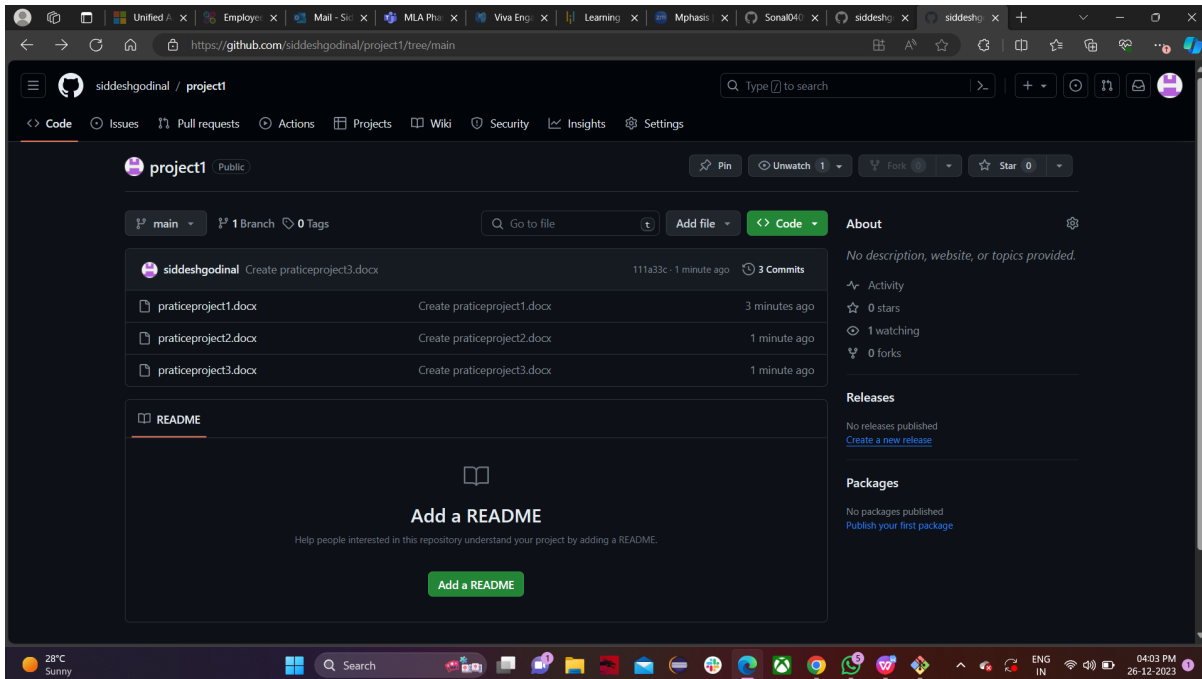 Unified A Employe Mail - Sid MLA Pha Viva Eng Learning Mphasis Sonal040 siddeshg siddeshg
https://github.com/siddeshgodinal/project1/tree/main
siddeshgodinal / project1 Type / to search
Code Issues Pull requests Actions Projects Wiki Security Insights Settings
project1 Public Pin Unwatch 1 Fork 0 Star 0
main 1 Branch 0 Tags Go to file t Add file Code
About
No description, website, or topics provided.
siddeshgodinal Create praticeproject3.docx 111a33c · 1 minute ago 3 Commits
praticeproject1.docx Create praticeproject1.docx 3 minutes ago
praticeproject2.docx Create praticeproject2.docx 1 minute ago
praticeproject3.docx Create praticeproject3.docx 1 minute ago
Activity
0 stars
1 watching
0 forks
README
Add a README
Help people interested in this repository understand your project by adding a README.
Add a README
Releases
No releases published
Create a new release
Packages
No packages published
Publish your first package
28°C
Sunny
Search
1
5
ENG
IN
04:03 PM
26-12-2023
1